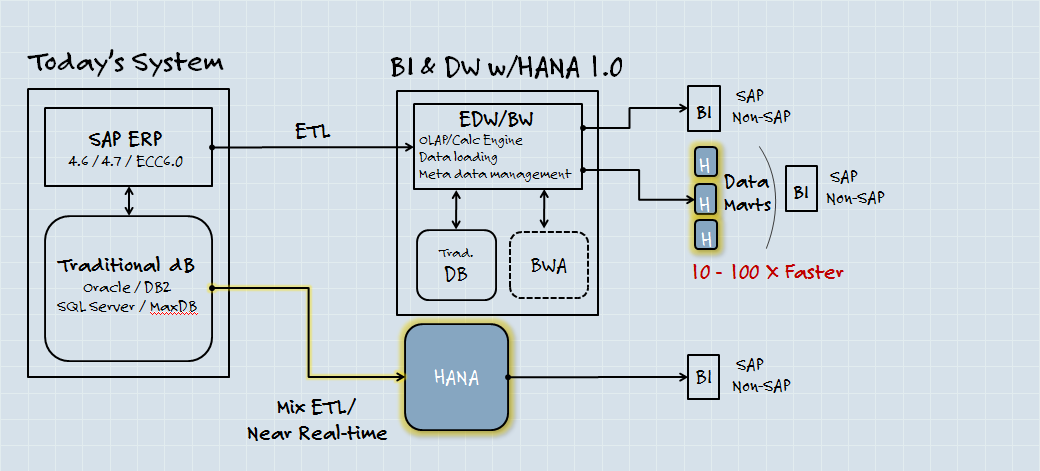 Today's System
SAP ERP
4.6 / 4.7 / ECC6.0
Traditional dB
Oracle / DB2
SQL Server / MaxDB
ETL
Mix ETL/
Near Real-time
BI & DW w/HANA 1.0
EDW/BW
OLAP/Calc Engine
Data loading
Meta data management
Trad.
DB
BWA
HANA
BI
SAP
Non-SAP
H
H
H
Data
Marts
BI
SAP
Non-SAP
10 - 100 X Faster
BI
SAP
Non-SAP